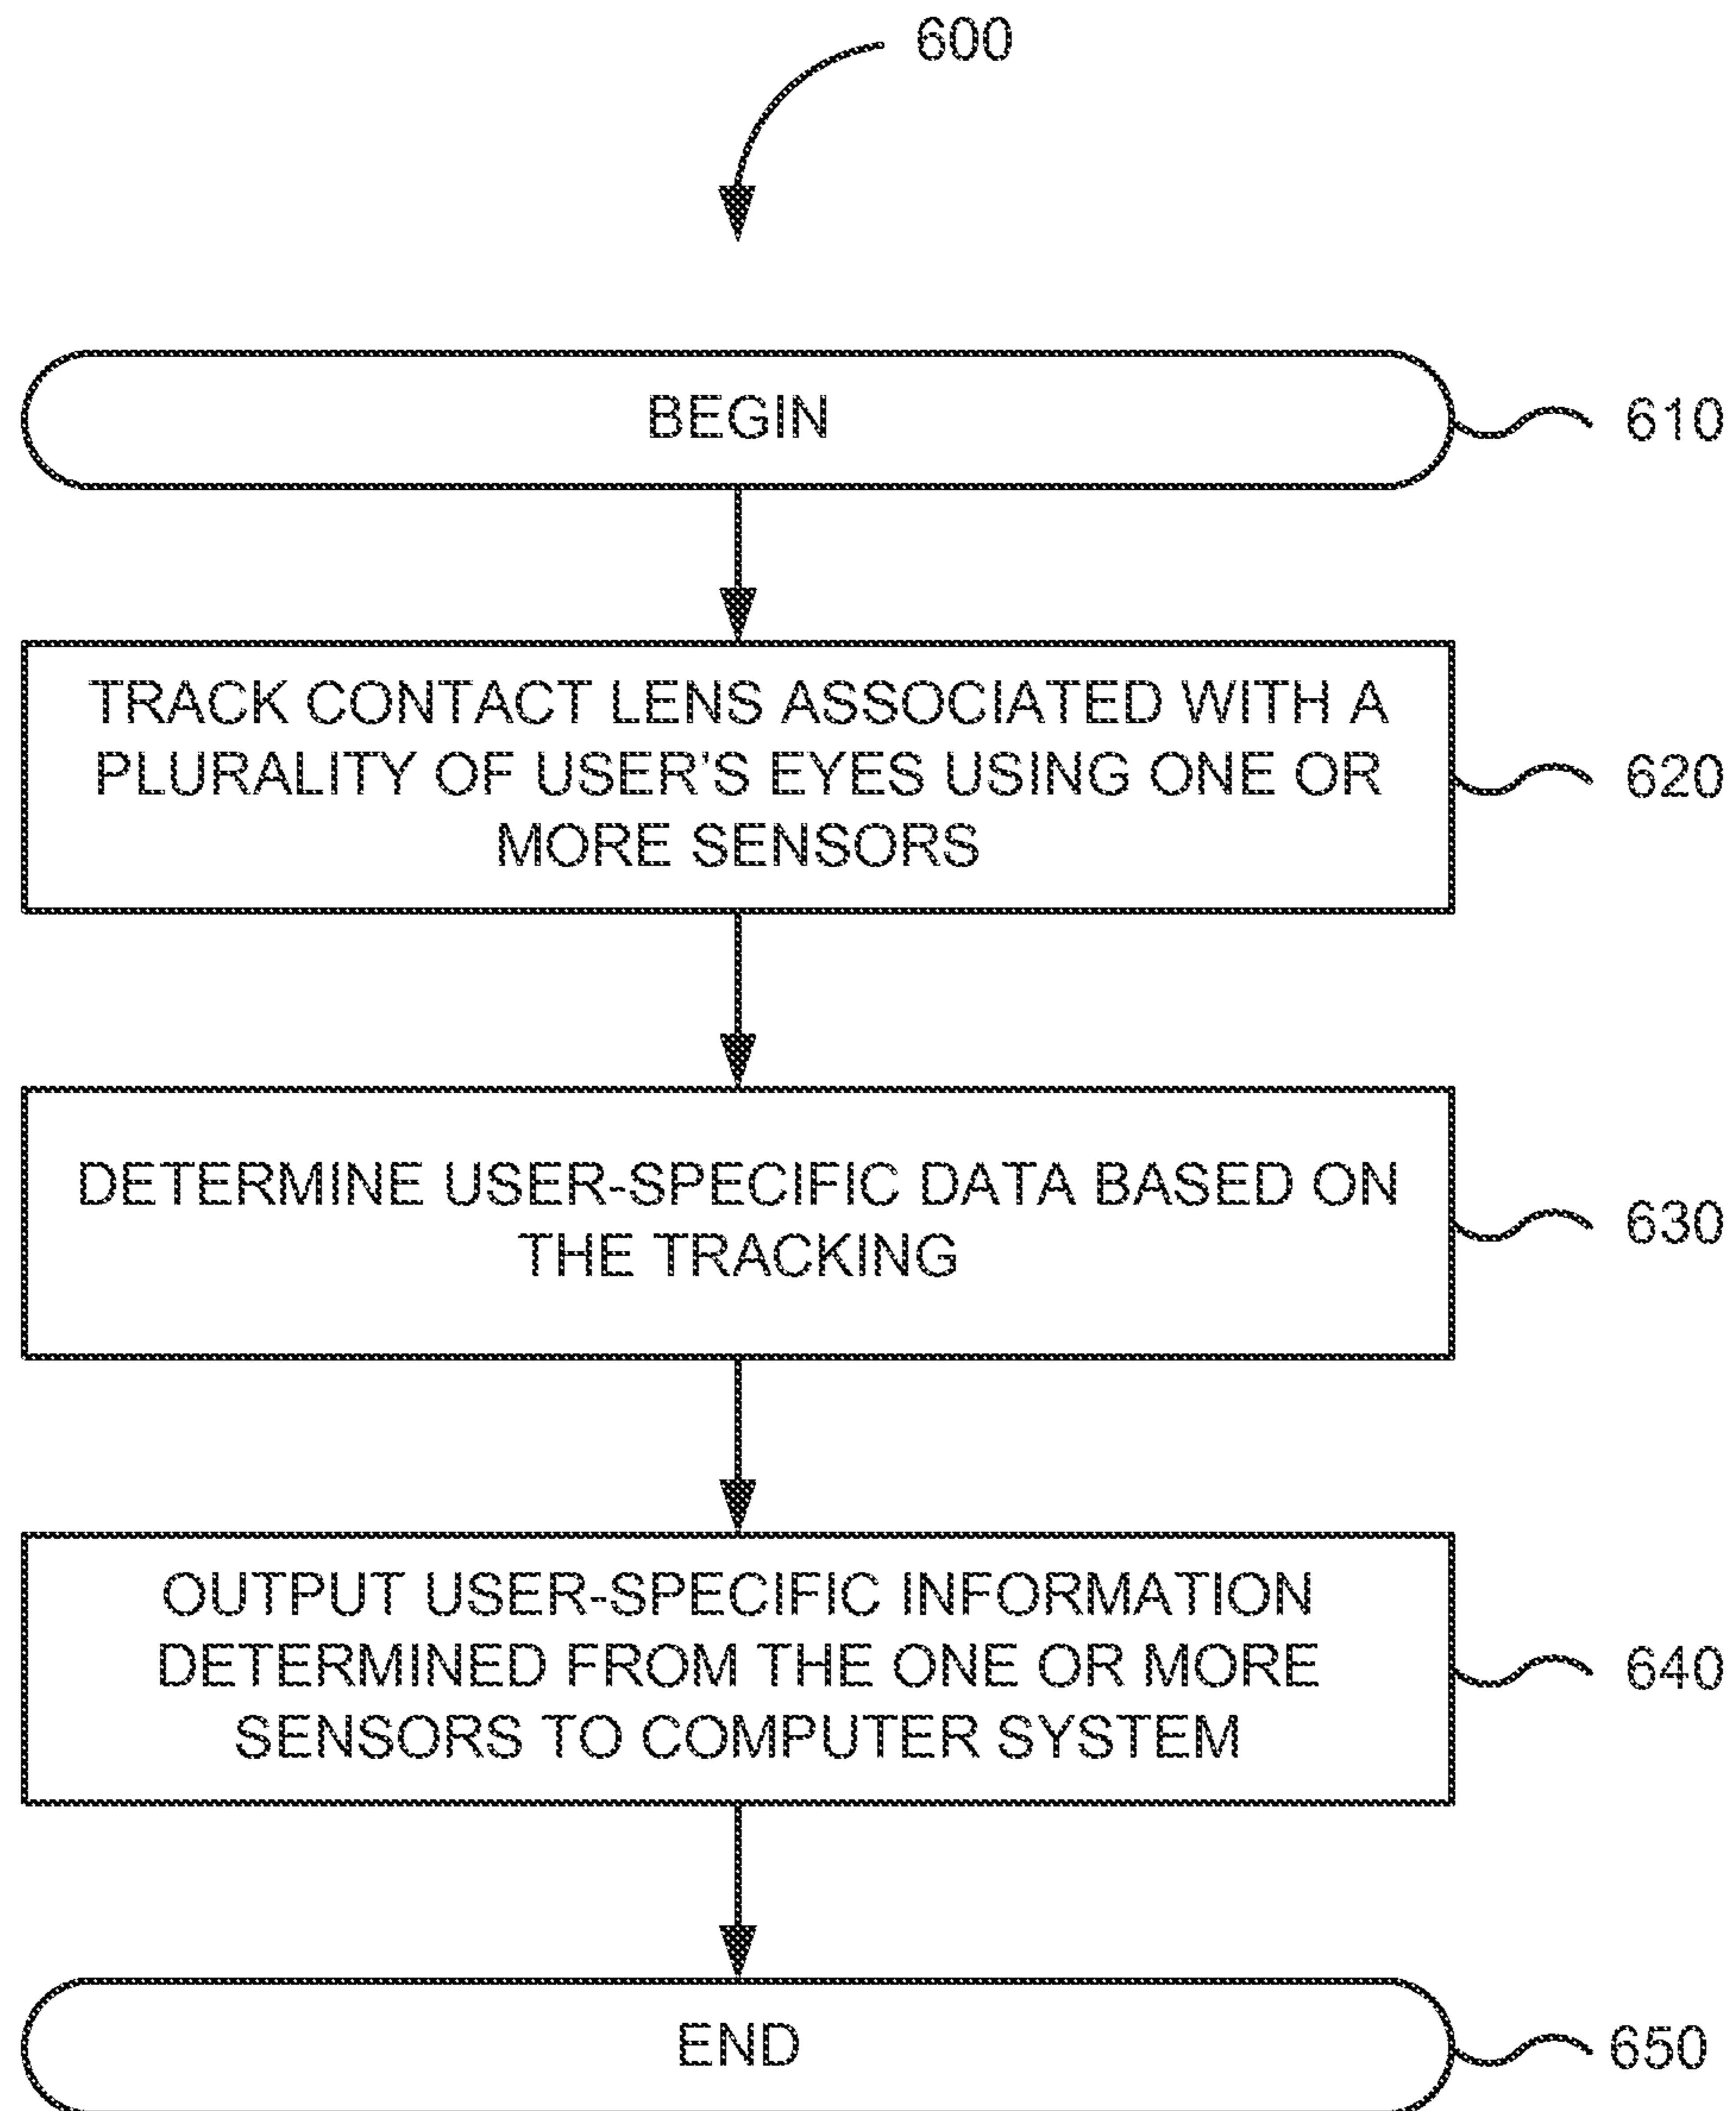 600
BEGIN
610
TRACK CONTACT LENS ASSOCIATED WITH A
PLURALITY OF USER'S EYES USING ONE OR
MORE SENSORS
620
DETERMINE USER-SPECIFIC DATA BASED ON
THE TRACKING
630
OUTPUT USER-SPECIFIC INFORMATION
DETERMINED FROM THE ONE OR MORE
SENSORS TO COMPUTER SYSTEM
640
END
650